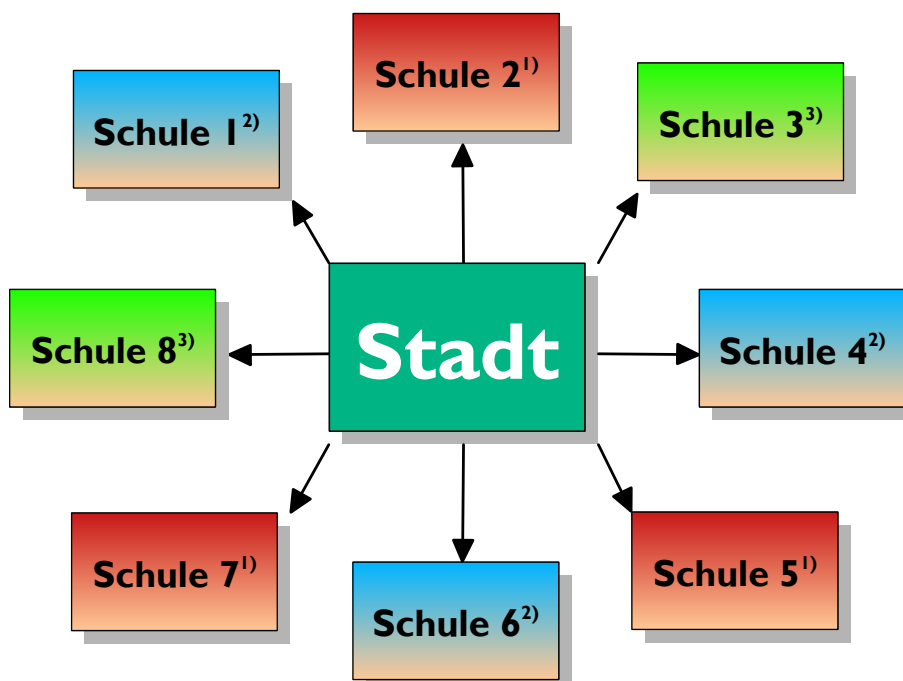 Schule 2¹⁾
Schule 1²⁾
Schule 3³⁾
Stadt
Schule 8³⁾
Schule 4²⁾
Schule 7¹⁾
Schule 5¹⁾
Schule 6²⁾